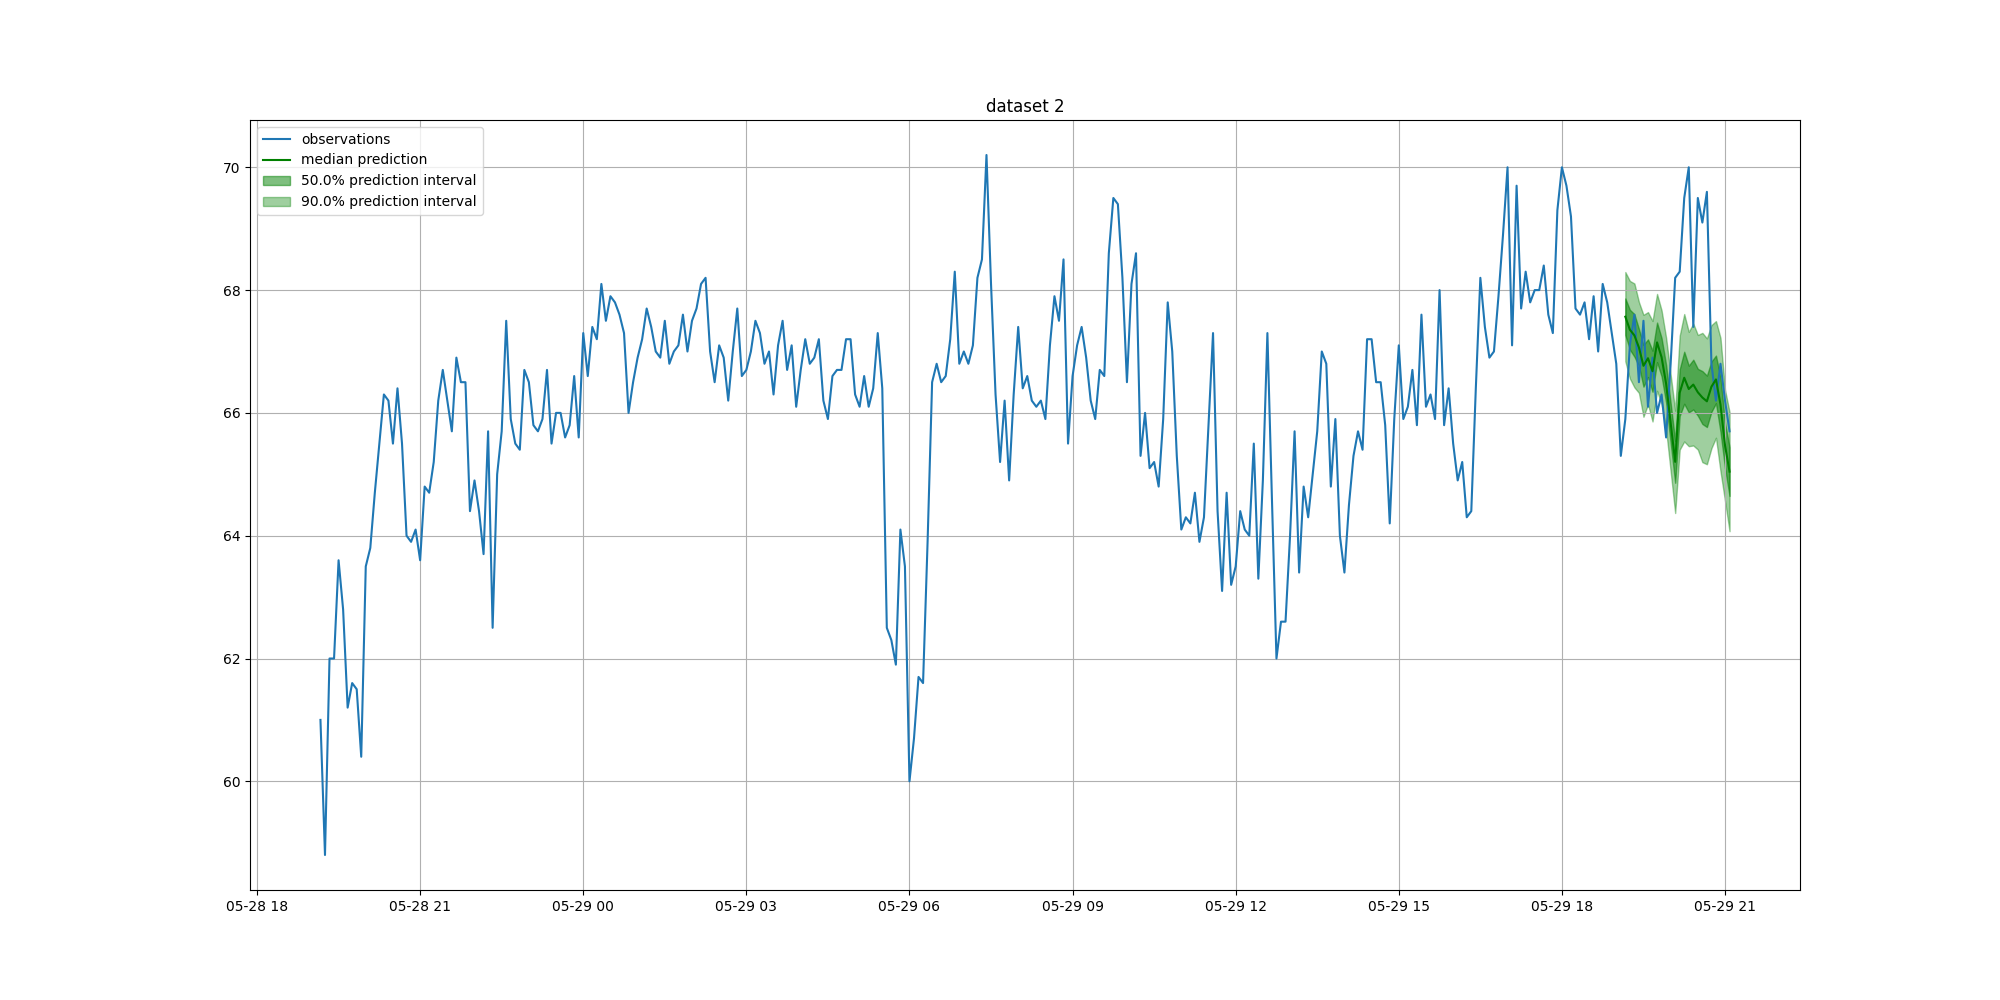 dataset 2
observations
median prediction
50.0% prediction interval
90.0% prediction interval
70
68
66
64
62
60
05-28 18 05-28 21 05-29 00 05-29 03 05-29 06 05-29 09 05-29 12 05-29 15 05-29 18 05-29 21